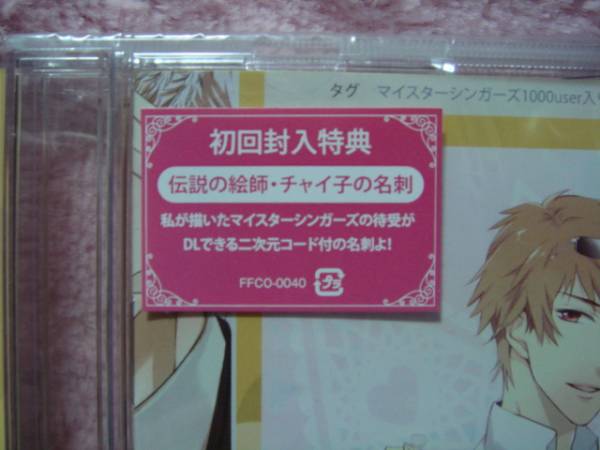 タグ マイスターシンガーズ1000user入り
初回封入特典
伝説の絵師・チャイ子の名刺
私が描いたマイスターシンガーズの待受が
DLできる二次元コード付の名刺よ!
FFCO-0040 プラ